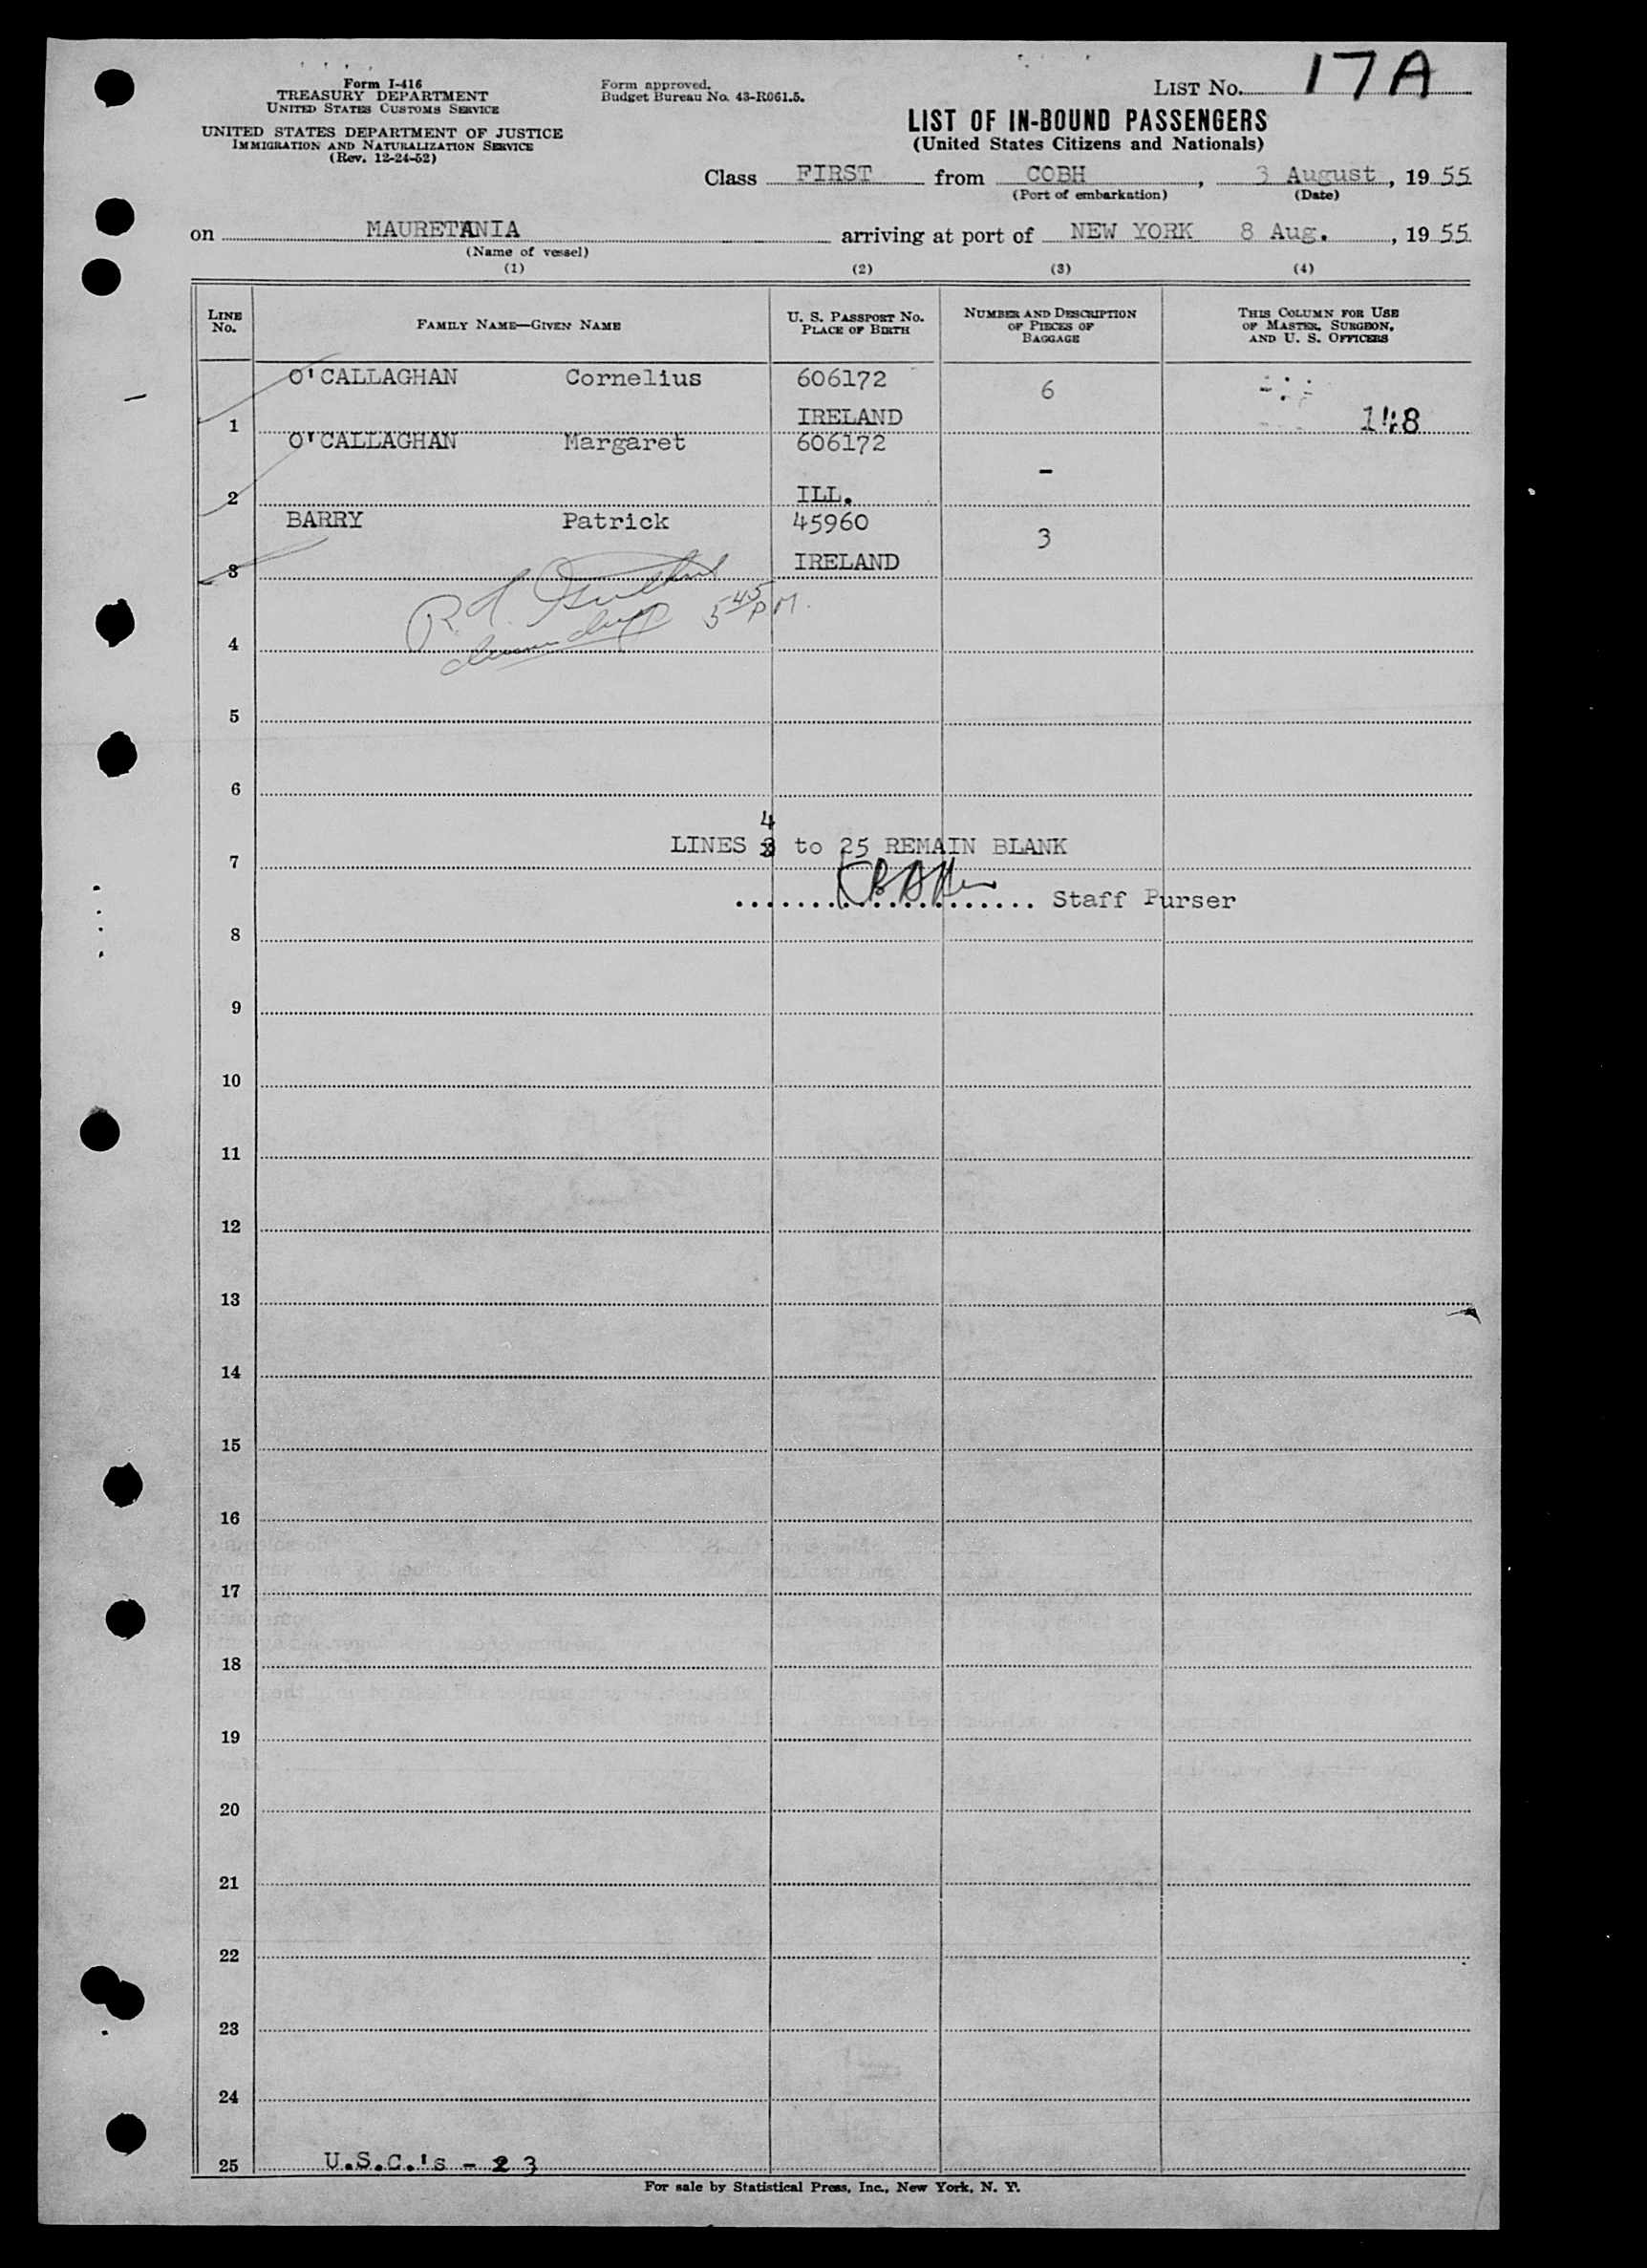 Form I-416
TREASURY DEPARTMENT
UNITED STATES CUSTOMS SERVICE
UNITED STATES DEPARTMENT OF JUSTICE
IMMIGRATION AND NATURALIZATION SERVICE
(Rev. 12-24-52)
Form approved.
Budget Bureau No. 43-R061.5.
LIST No. 17A
LIST OF IN-BOUND PASSENGERS
(United States Citizens and Nationals)
Class FIRST from COBH, 3 August, 19 55
(Port of embarkation) (Date)
on MAURETANIA arriving at port of NEW YORK 8 Aug., 19 55
(Name of vessel)
(1) (2) (3) (4)
LINE No. FAMILY NAME—GIVEN NAME U. S. PASSPORT No. PLACE OF BIRTH NUMBER AND DESCRIPTION OF PIECES OF BAGGAGE THIS COLUMN FOR USE OF MASTER, SURGEON, AND U. S. OFFICERS
O'CALLAGHAN Cornelius 606172 6
1 IRELAND 148
O'CALLAGHAN Margaret 606172 -
2 ILL.
BARRY Patrick 45960 3
3 IRELAND
5 45 PM.
4
5
6
4
LINES 3 to 25 REMAIN BLANK
7
Staff Purser
8
9
10
11
12
13
14
15
16
17
18
19
20
21
22
23
24
25 U.S.C.'s - 2 3
For sale by Statistical Press, Inc., New York, N. Y.